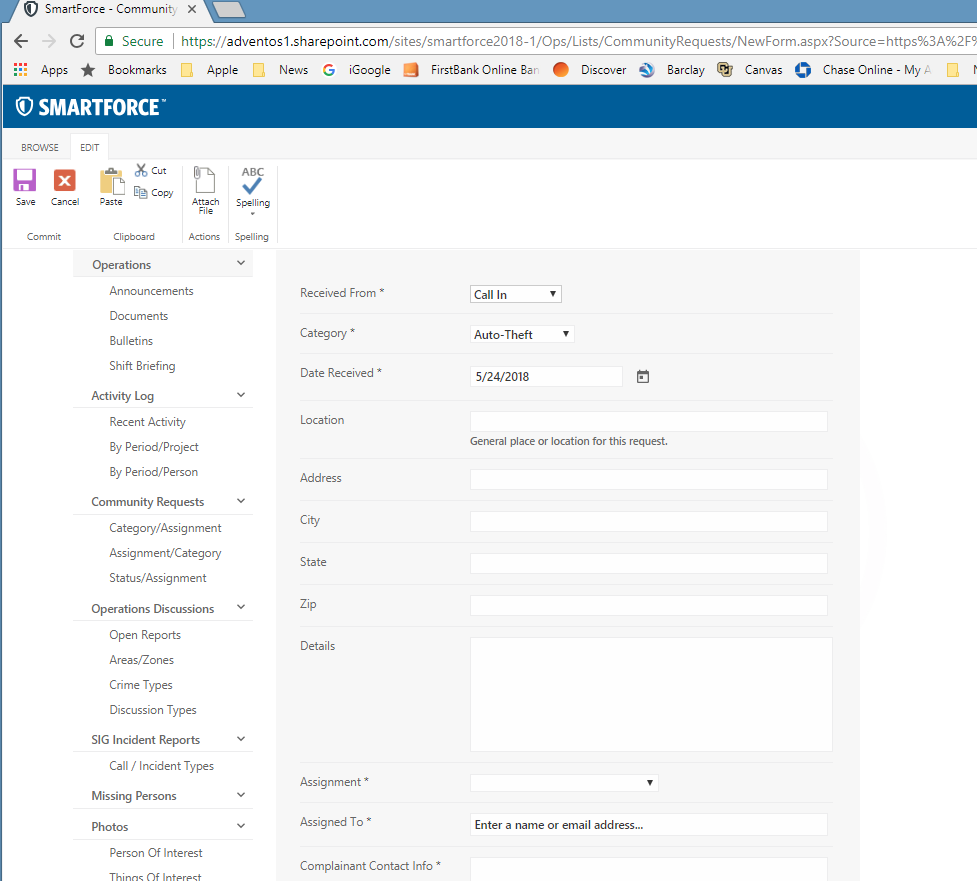 SmartForce - Community
Secure https://adventos1.sharepoint.com/sites/smartforce2018-1/Ops/Lists/CommunityRequests/NewForm.aspx?Source=https%3A%2F%
Apps Bookmarks Apple News iGoogle FirstBank Online Ban Discover Barclay Canvas Chase Online - My A
SMARTFORCE™
BROWSE EDIT
Save Cancel Paste Cut Copy Attach File ABC Spelling
Commit Clipboard Actions Spelling
Operations
Announcements
Documents
Bulletins
Shift Briefing
Activity Log
Recent Activity
By Period/Project
By Period/Person
Community Requests
Category/Assignment
Assignment/Category
Status/Assignment
Operations Discussions
Open Reports
Areas/Zones
Crime Types
Discussion Types
SIG Incident Reports
Call / Incident Types
Missing Persons
Photos
Person Of Interest
Things Of Interest
Received From * Call In
Category * Auto-Theft
Date Received * 5/24/2018
Location
General place or location for this request.
Address
City
State
Zip
Details
Assignment *
Assigned To * Enter a name or email address...
Complainant Contact Info *